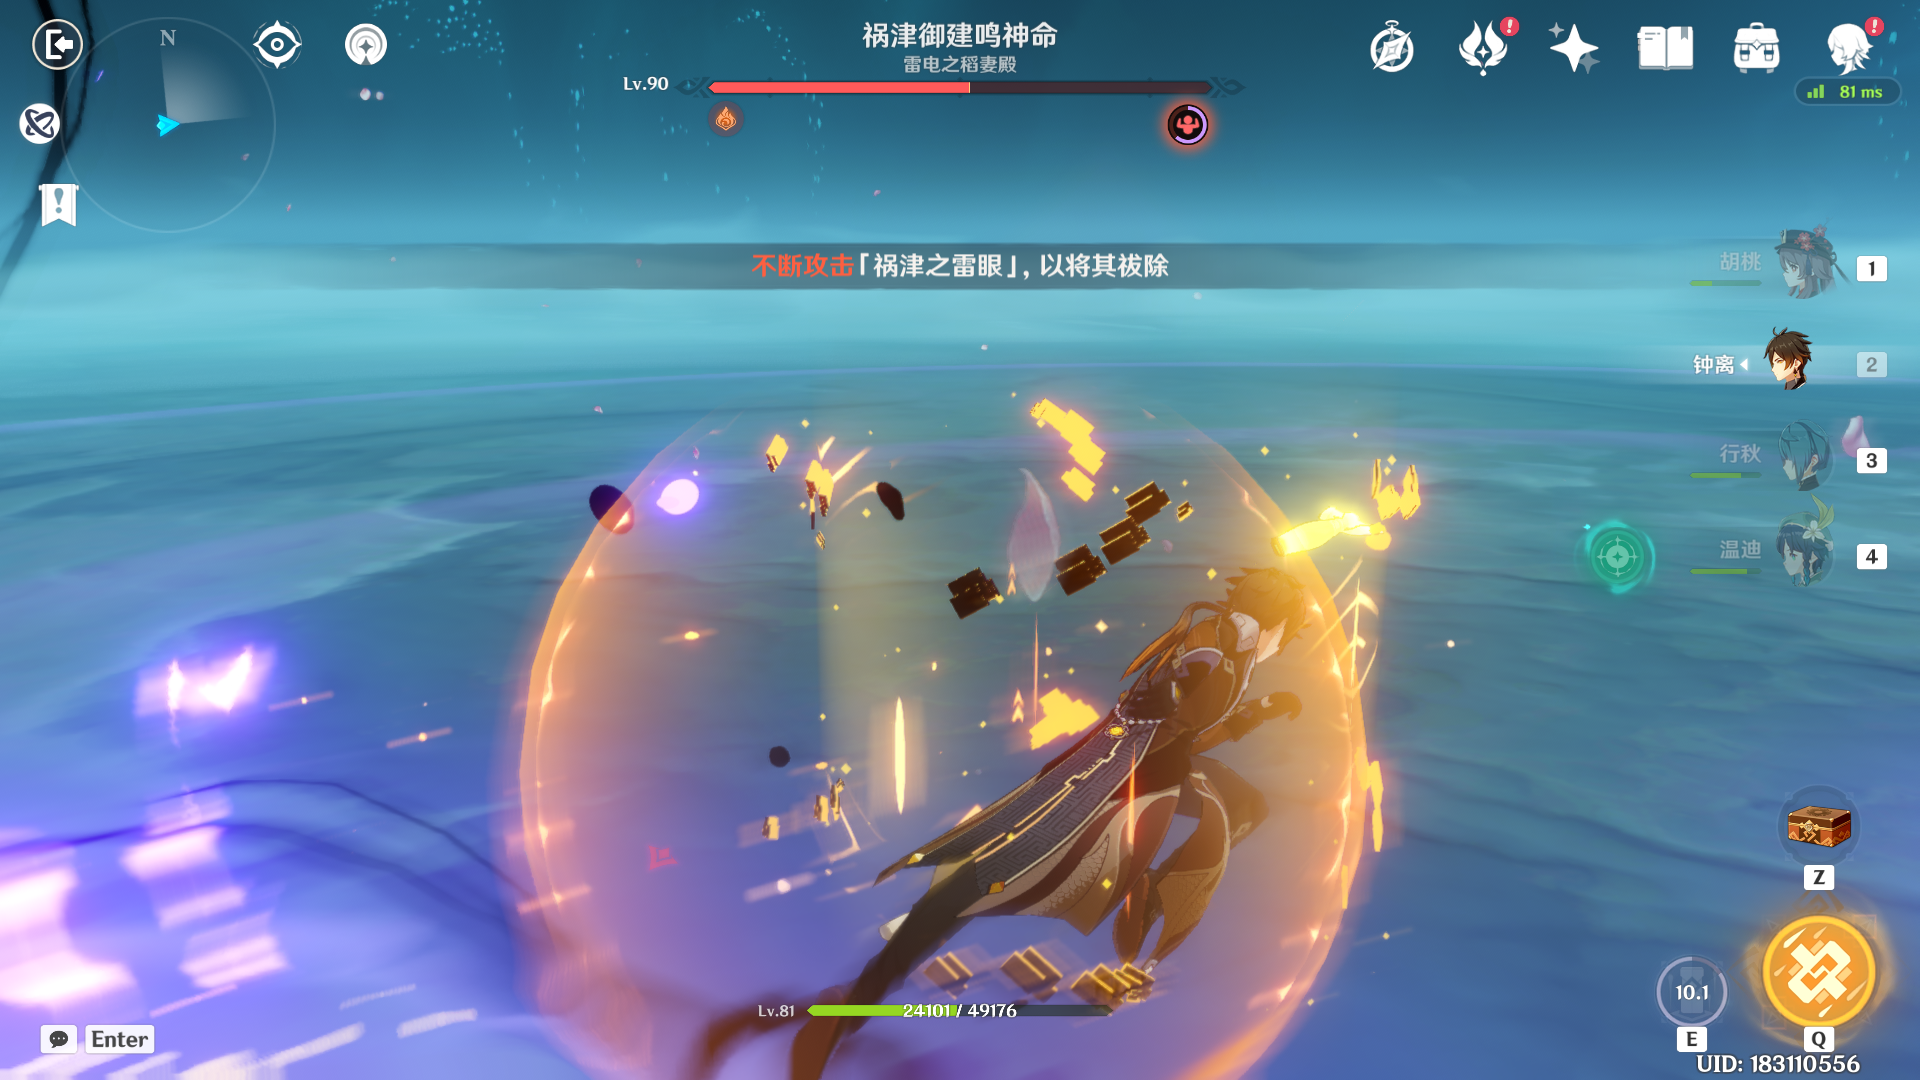 N
祸津御建鸣神命
雷电之稻妻殿
Lv.90
81 ms
不断攻击「祸津之雷眼」，以将其祓除
胡桃
1
钟离
2
行秋
3
温迪
4
Z
10.1
E
Q
Lv.81
24101 / 49176
Enter
UID: 183110556